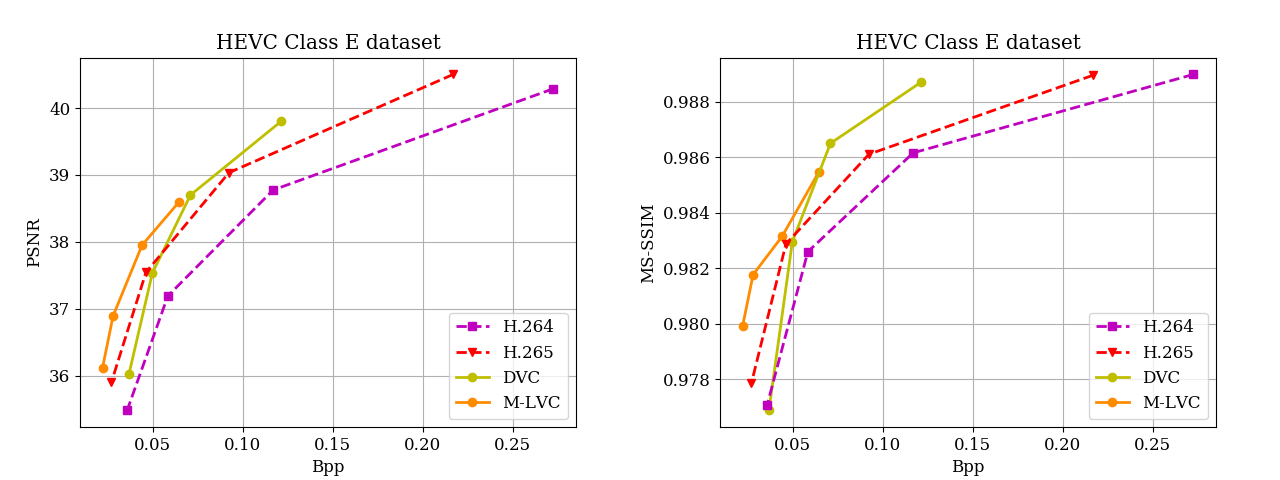 HEVC Class E dataset
PSNR
40
39
38
37
36
0.05 0.10 0.15 0.20 0.25
Bpp
H.264
H.265
DVC
M-LVC
HEVC Class E dataset
MS-SSIM
0.988
0.986
0.984
0.982
0.980
0.978
0.05 0.10 0.15 0.20 0.25
Bpp
H.264
H.265
DVC
M-LVC